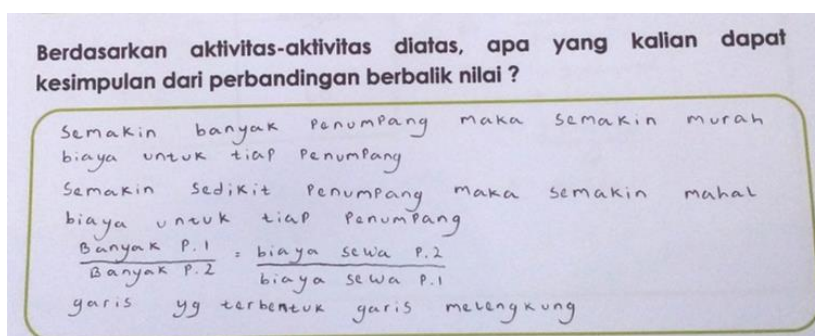 Berdasarkan aktivitas-aktivitas diatas, apa yang kalian dapat
kesimpulan dari perbandingan berbalik nilai ?
Semakin banyak Penumpang maka semakin murah
biaya untuk tiap Penumpang
Semakin Sedikit Penumpang maka semakin mahal
biaya untuk tiap Penumpang
Banyak P.1 = biaya sewa P.2
Banyak P.2 biaya sewa P.1
garis yg terbentuk garis melengkung